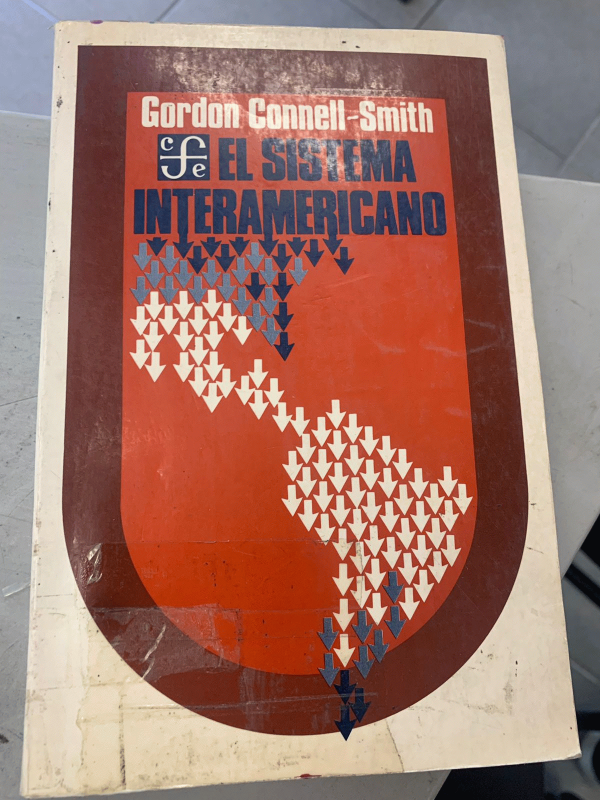 Gordon Connell-Smith
cfe EL SISTEMA
INTERAMERICANO